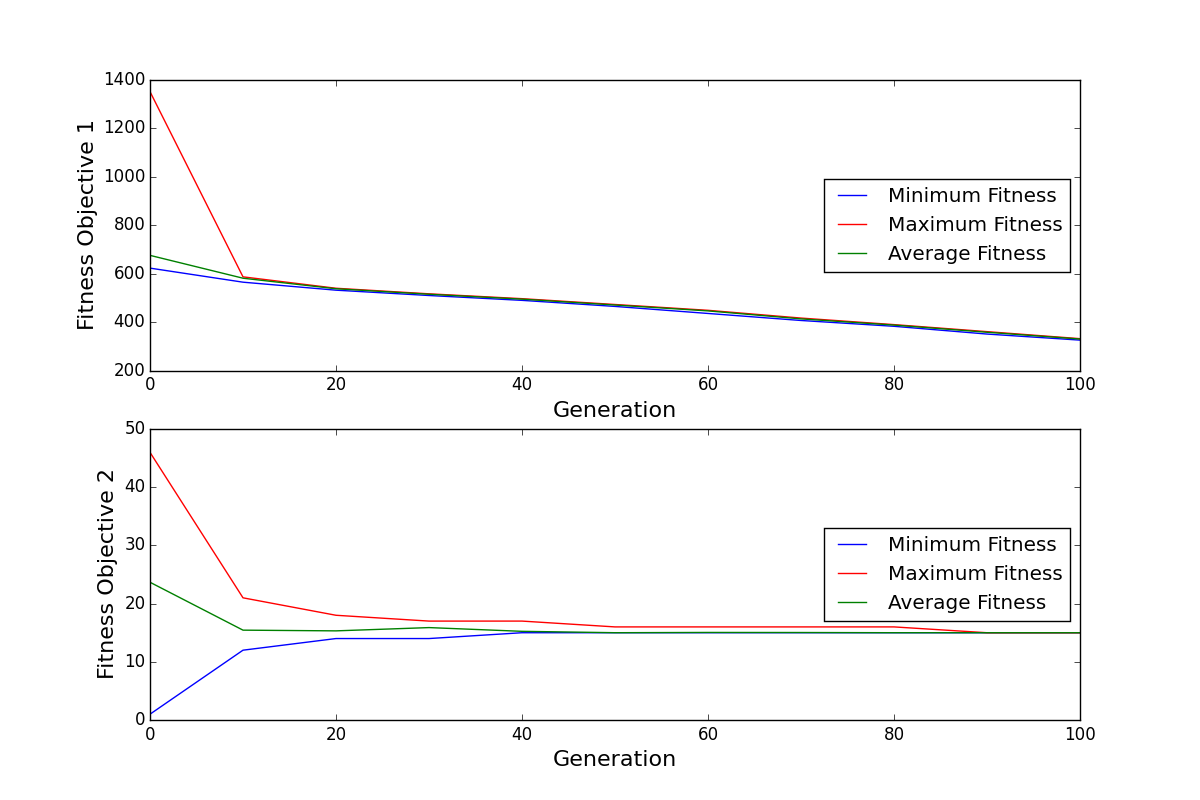 1400
1200
1000
800
600
400
200
Fitness Objective 1
Minimum Fitness
Maximum Fitness
Average Fitness
0 20 40 60 80 100
Generation
50
40
30
20
10
0
Fitness Objective 2
Minimum Fitness
Maximum Fitness
Average Fitness
0 20 40 60 80 100
Generation